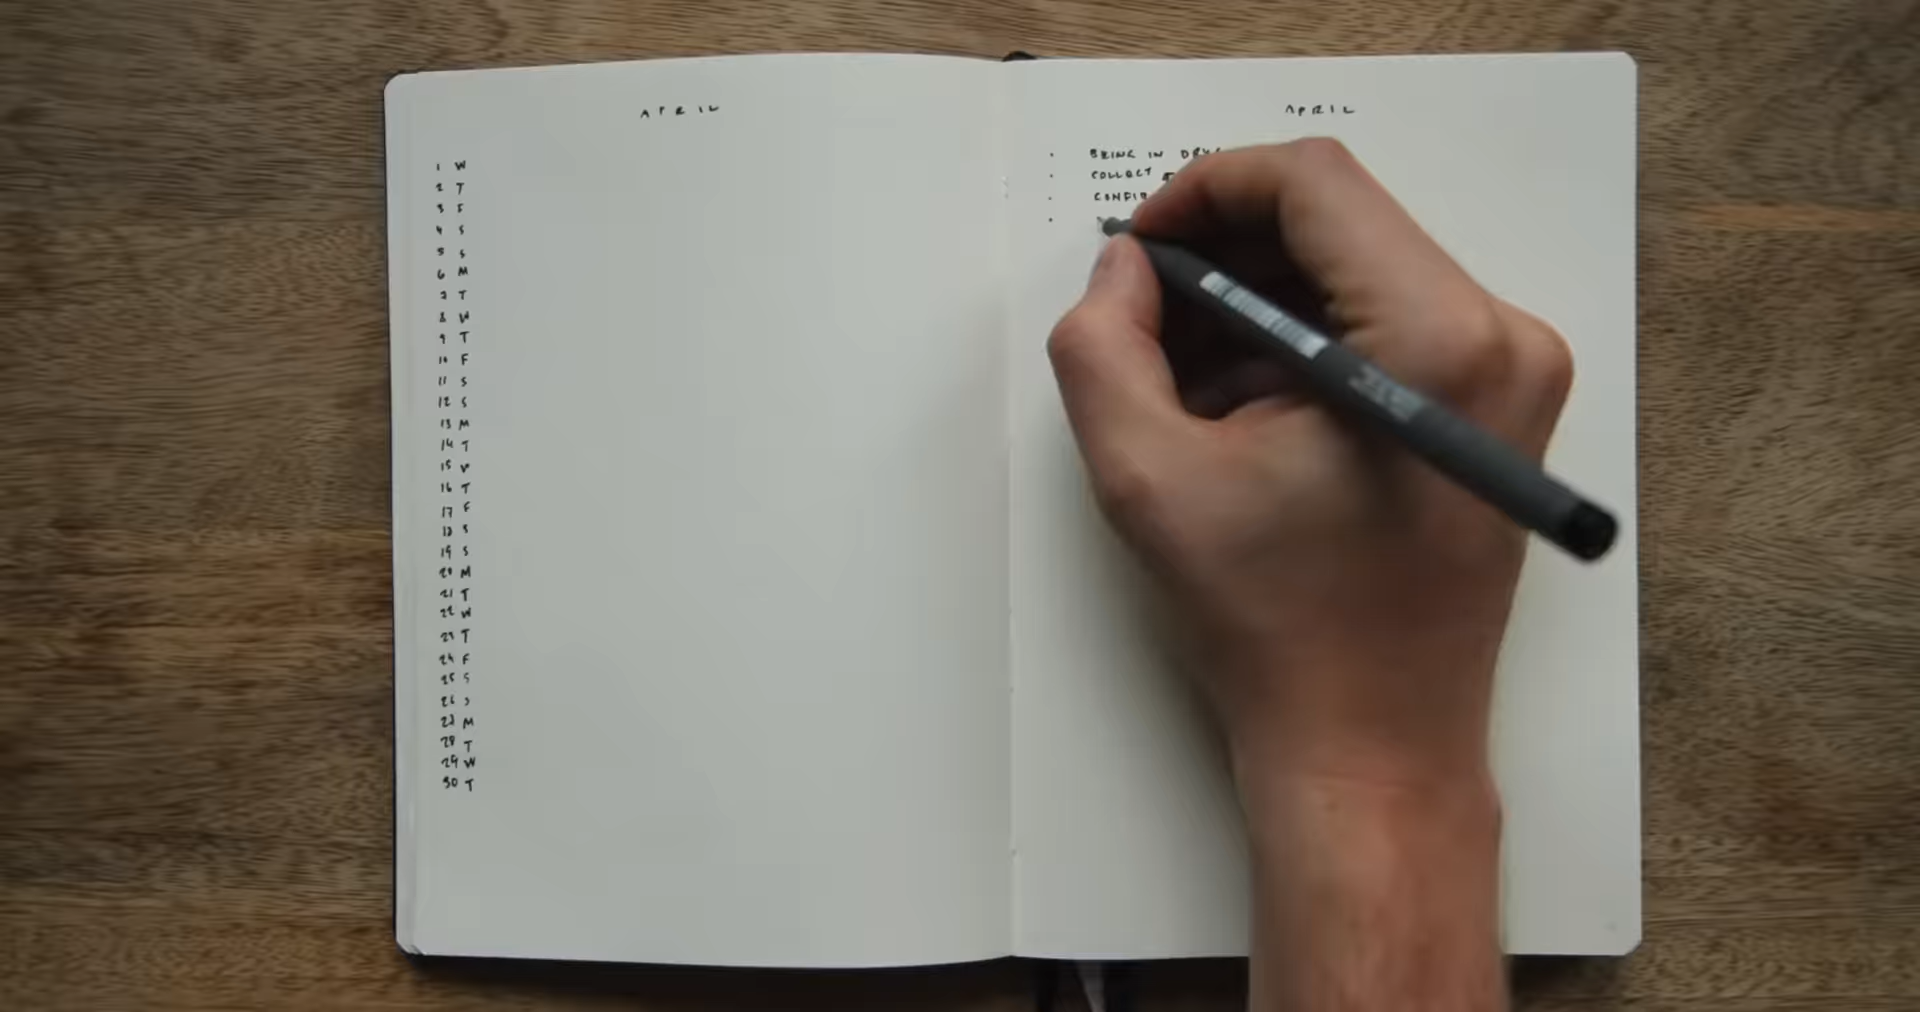 APRIL
1 W
2 T
3 F
4 S
5 S
6 M
7 T
8 W
9 T
10 F
11 S
12 S
13 M
14 T
15 W
16 T
17 F
18 S
19 S
20 M
21 T
22 W
23 T
24 F
25 S
26 S
27 M
28 T
29 W
30 T
APRIL
· IN
· COLLECT
·
·